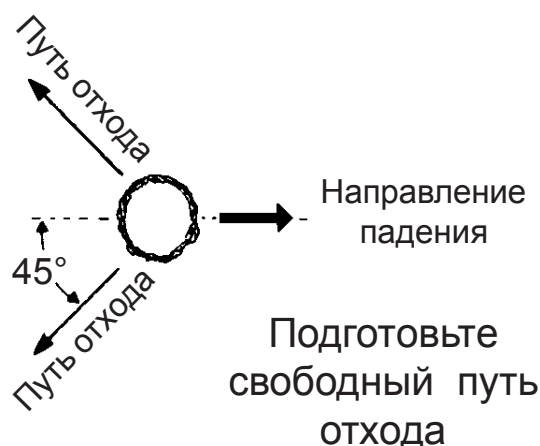 Путь отхода
Направление
падения
45°
Путь отхода
Подготовьте
свободный путь
отхода